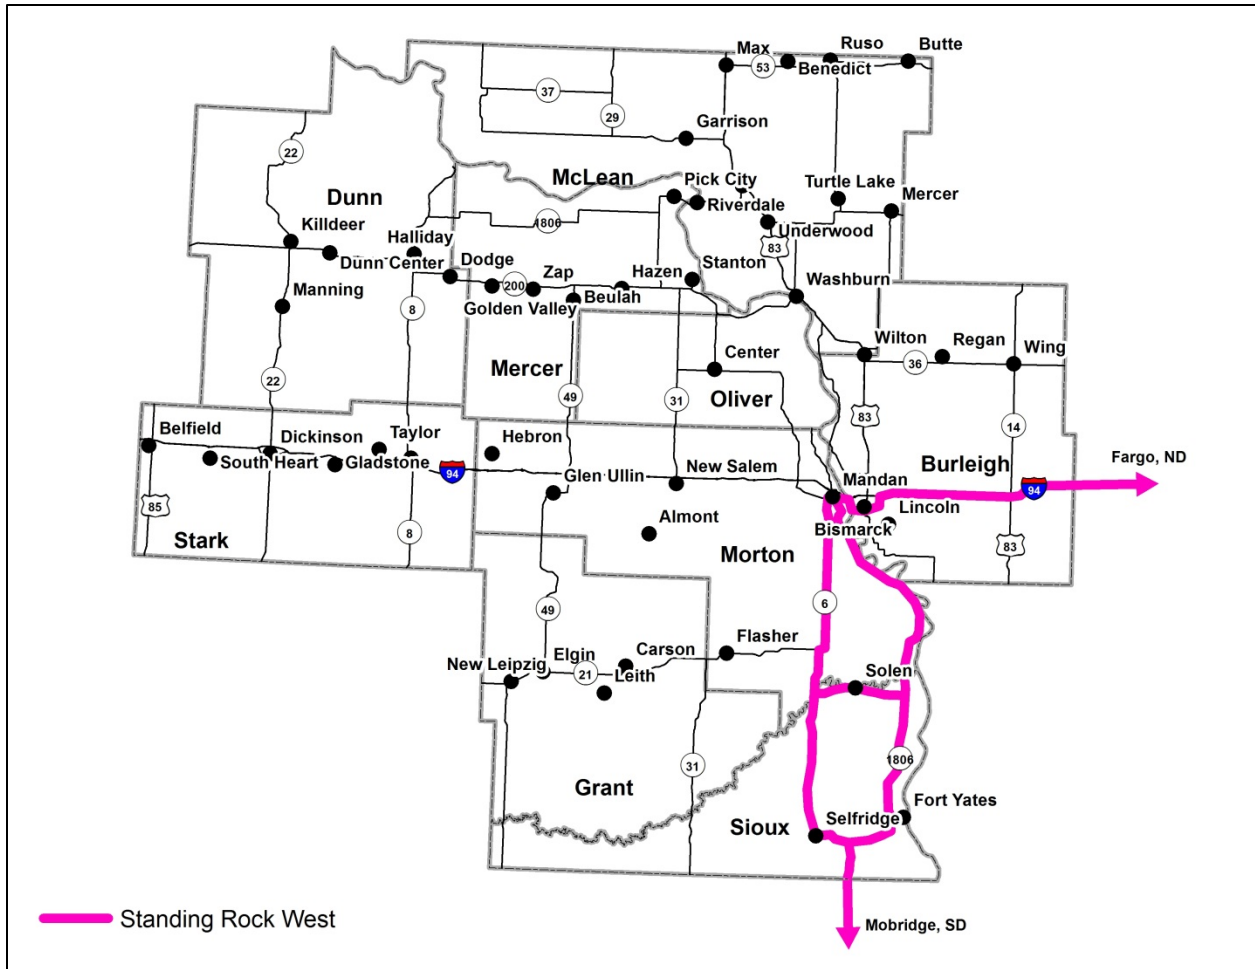 Max
Ruso
Butte
53
Benedict
37
29
Garrison
22
McLean
Pick City
Turtle Lake
Mercer
Dunn
Riverdale
1806
Underwood
Killdeer
Halliday
83
Dunn Center
Dodge
Zap
Hazen
Stanton
Washburn
Manning
200
Golden Valley
Beulah
8
Wilton
Regan
Wing
Center
36
Mercer
22
49
31
Oliver
83
14
Belfield
Dickinson
Taylor
Hebron
South Heart
Gladstone
94
Glen Ullin
New Salem
Burleigh
Mandan
Fargo, ND
94
85
Lincoln
Stark
8
Almont
Bismarck
Morton
83
49
6
Flasher
Elgin
Carson
New Leipzig
21
Leith
Solen
31
1806
Grant
Sioux
Selfridge
Fort Yates
Standing Rock West
Mobridge, SD